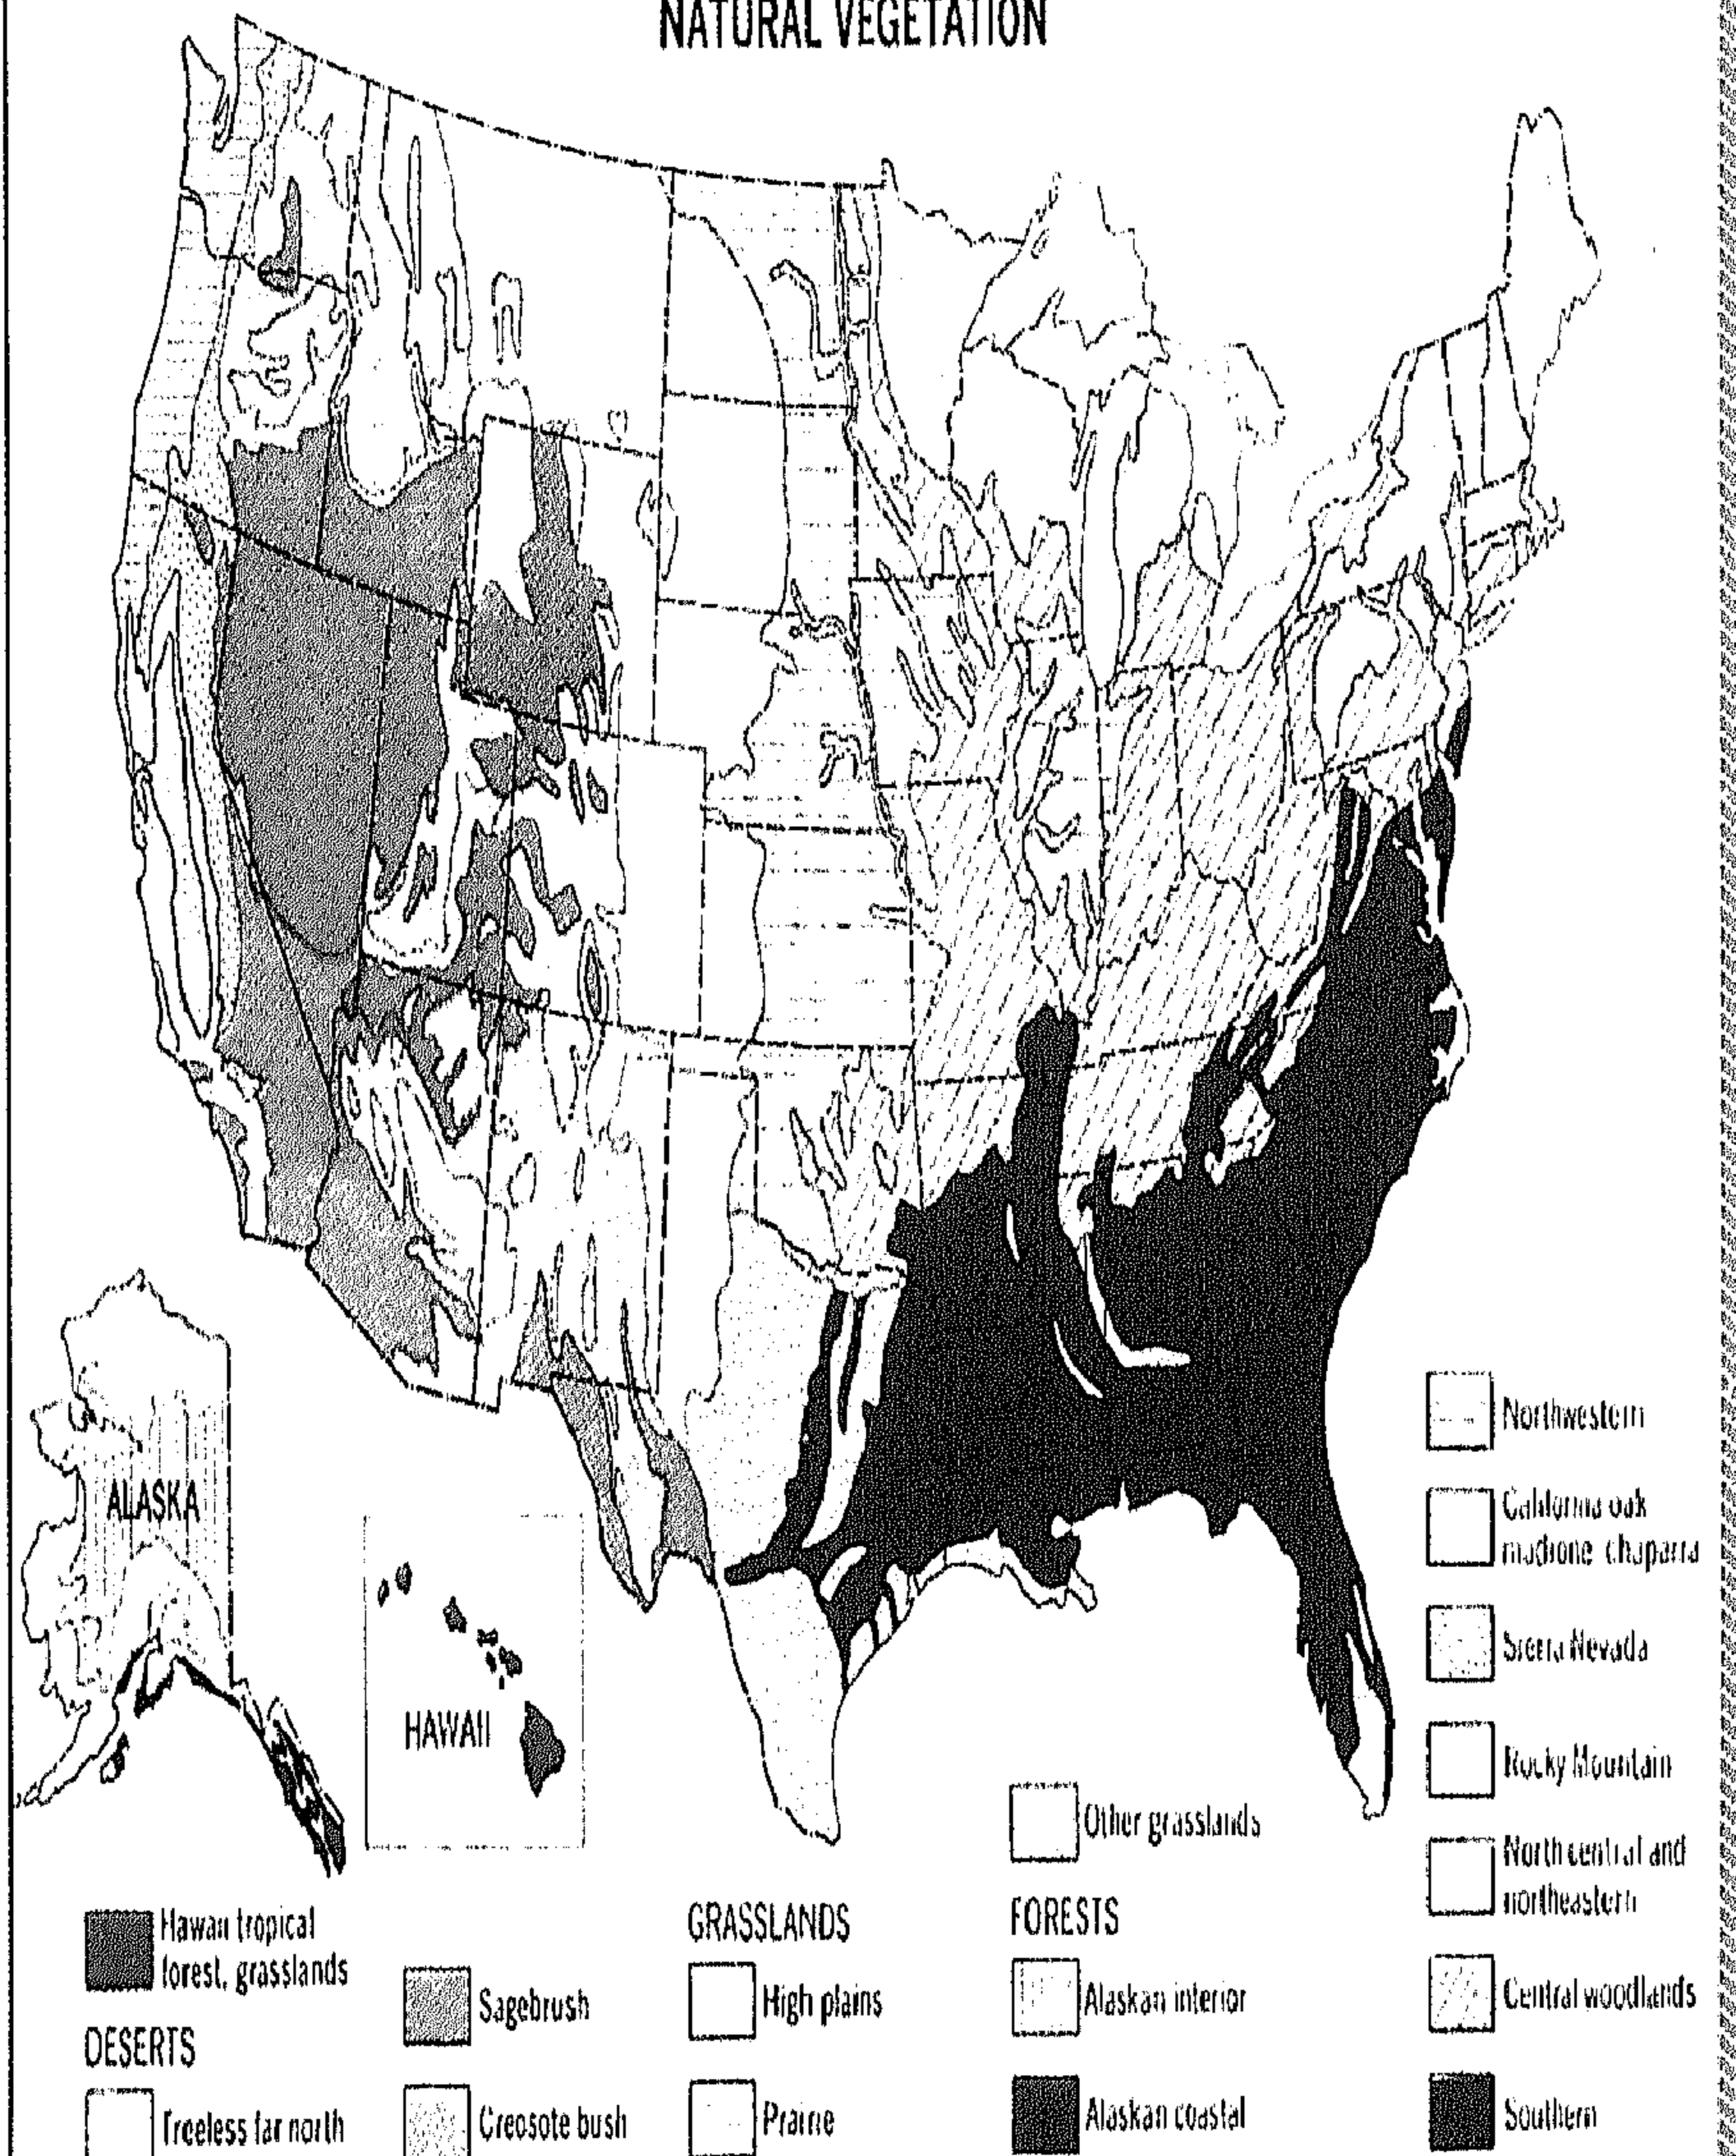 NATURAL VEGETATION
ALASKA
HAWAII
Hawaii tropical
forest, grasslands
DESERTS
Treeless far north
Sagebrush
Creosote bush
GRASSLANDS
High plains
Prairie
Other grasslands
FORESTS
Alaskan interior
Alaskan coastal
Northwestern
California oak
madrone chaparra
Sierra Nevada
Rocky Mountain
North central and
northeastern
Central woodlands
Southern